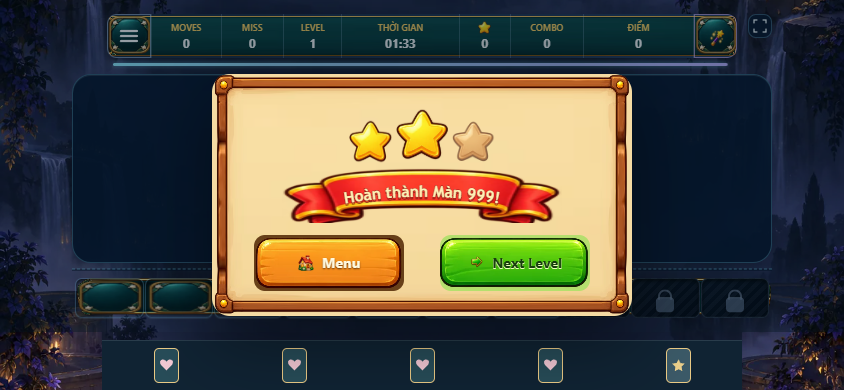 MOVES MISS LEVEL THỜI GIAN COMBO ĐIỂM
0 0 1 01:33 0 0 0
Hoàn thành Màn 999!
Menu Next Level